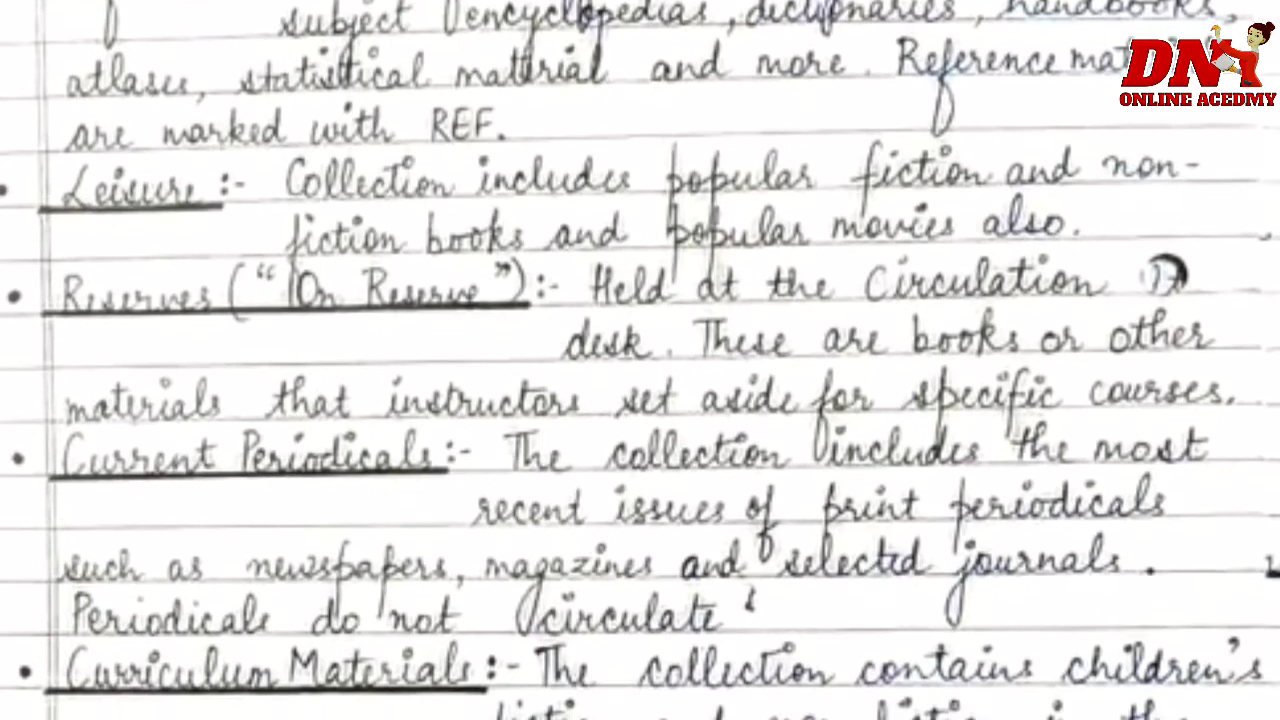 subject encyclopedias, dictionaries, handbooks,
atlases, statistical material and more. Reference
are marked with REF.
• Leisure :- Collection includes popular fiction and non-
fiction books and popular movies also.
• Reserves ("On Reserve") :- Held at the Circulation
desk. These are books or other
materials that instructors set aside for specific courses.
• Current Periodicals :- The collection includes the most
recent issues of print periodicals
such as newspapers, magazines and selected journals.
Periodicals do not circulate
• Curriculum Materials :- The collection contains children's
DN
ONLINE ACEDMY